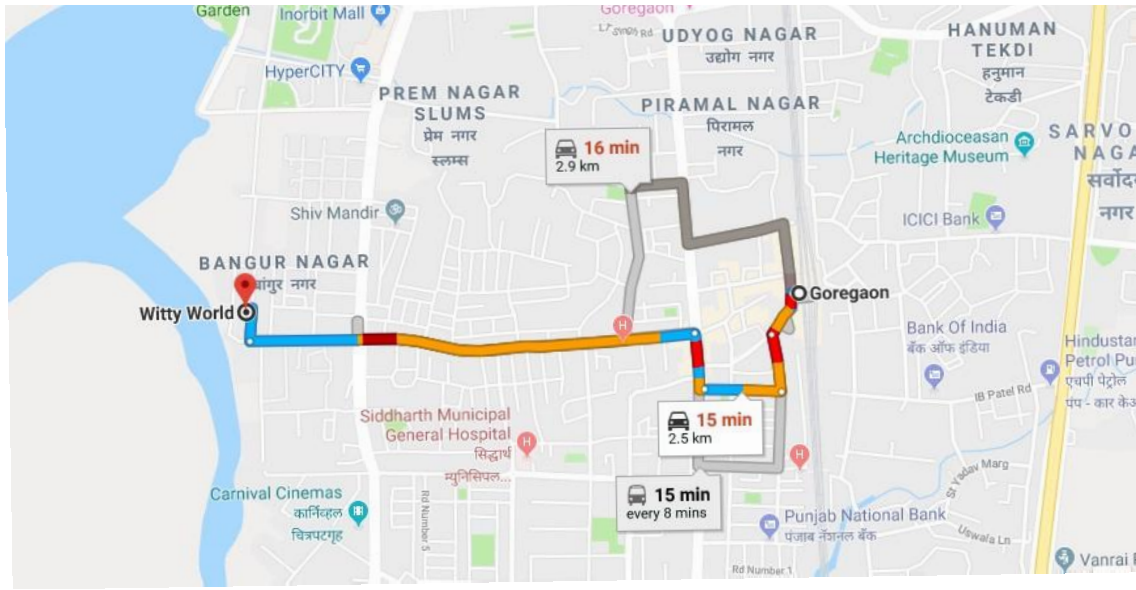 Garden
Inorbit Mall
Goregaon
UDYOG NAGAR
उद्योग नगर
HANUMAN
TEKDI
हनुमान
टेकडी
HyperCITY
PREM NAGAR
SLUMS
प्रेम नगर
स्लम्स
PIRAMAL NAGAR
पिरामल
नगर
Archdioceasan
Heritage Museum
SARVO
NAGA
सर्वोद
नगर
16 min
2.9 km
Shiv Mandir
ICICI Bank
BANGUR NAGAR
बांगुर नगर
Witty World
Goregaon
H
Bank Of India
बँक ऑफ इंडिया
Hindustan
Petrol Pu
एचपी पेट्रोल
पंप - कार केअ
IB Patel Rd
15 min
2.5 km
Siddharth Municipal
General Hospital
सिद्धार्थ
म्युनिसिपल...
H
H
15 min
every 8 mins
Carnival Cinemas
कार्निव्हल
चित्रपटगृह
Rd Number 5
St Yadav Marg
Punjab National Bank
पंजाब नॅशनल बँक
Uswala Ln
Rd Number 1
Vanrai